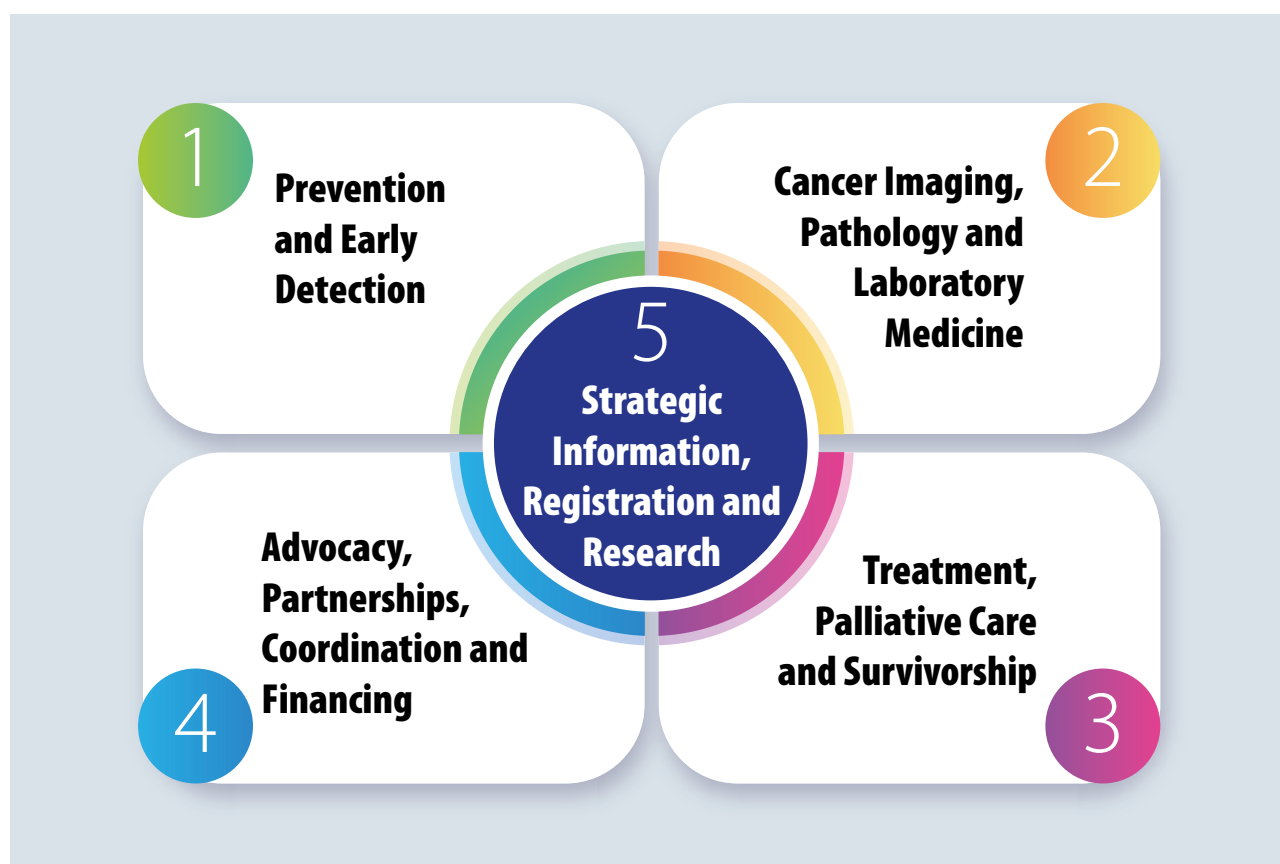 1
Prevention
and Early
Detection
2
Cancer Imaging,
Pathology and
Laboratory
Medicine
3
Treatment,
Palliative Care
and Survivorship
4
Advocacy,
Partnerships,
Coordination and
Financing
5
Strategic
Information,
Registration and
Research